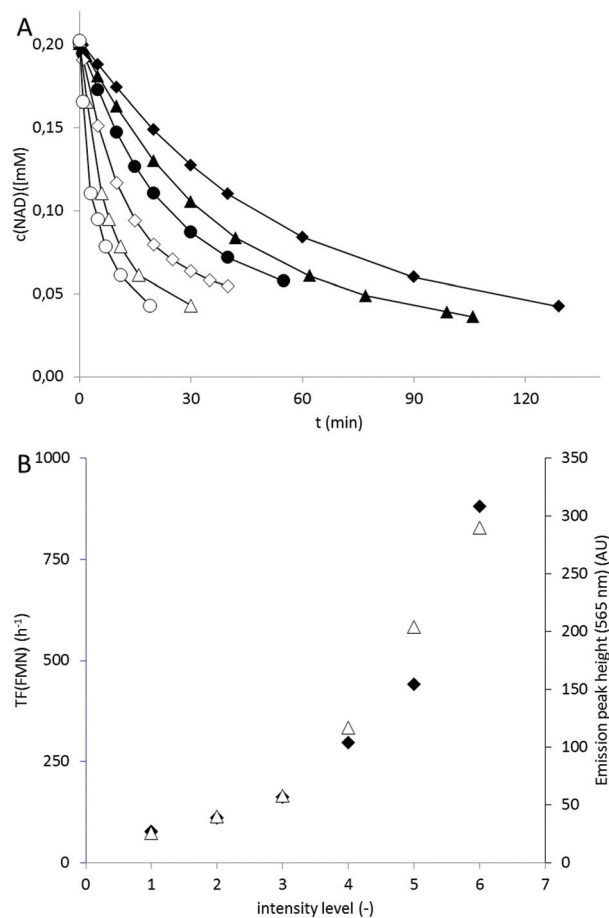 A
c(NAD)([mM)
0,20
0,15
0,10
0,05
0,00
0 30 60 90 120
t (min)
B
TF(FMN) (h-1)
1000
750
500
250
0
0 1 2 3 4 5 6 7
intensity level (-)
350
300
250
200
150
100
50
0
Emission peak height (565 nm) (AU)